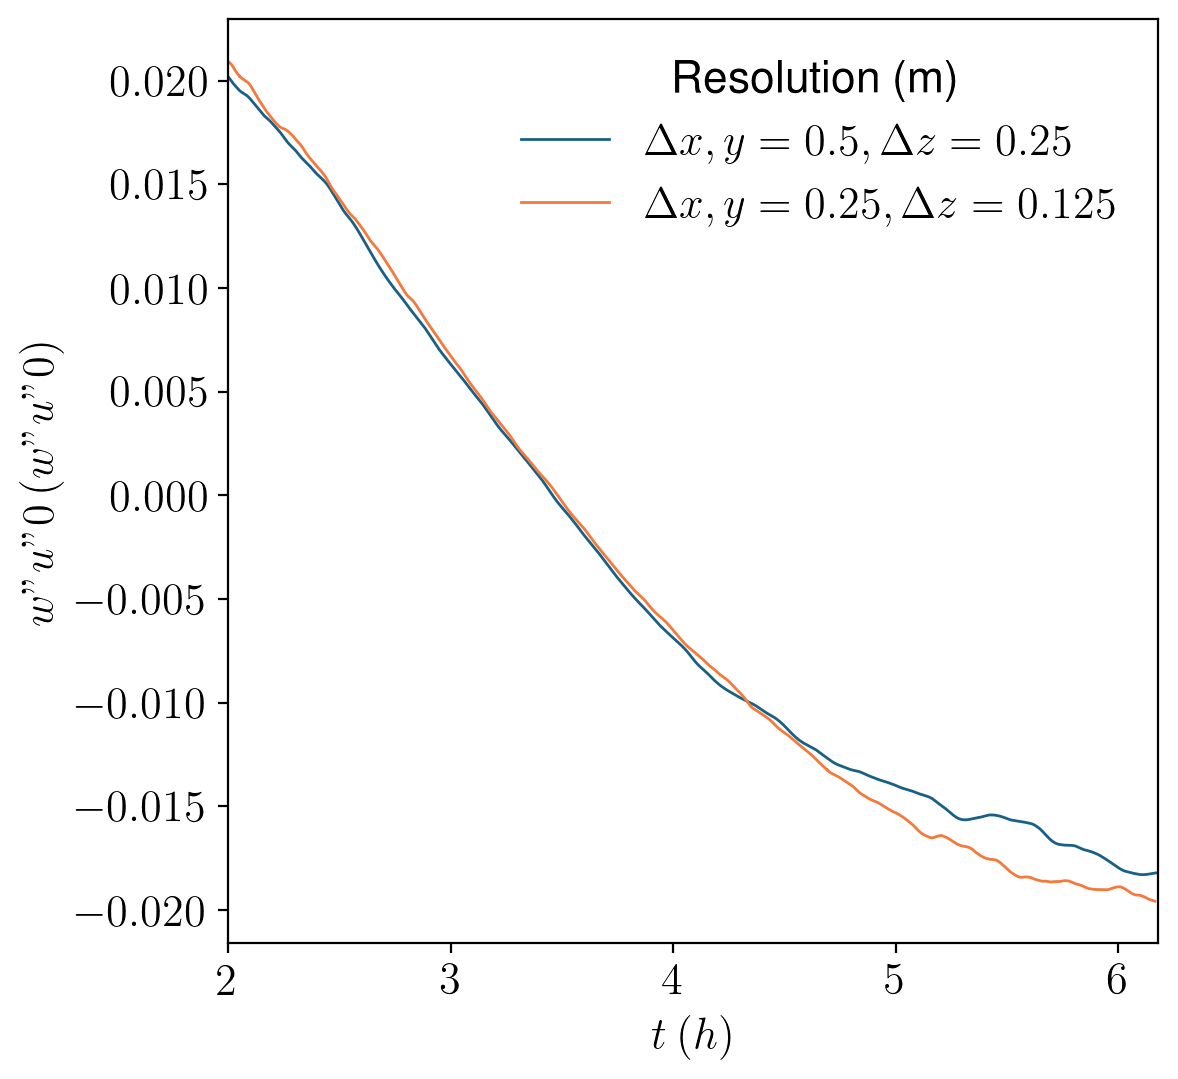 Resolution (m)
Δx, y = 0.5, Δz = 0.25
Δx, y = 0.25, Δz = 0.125
0.020
0.015
0.010
0.005
0.000
−0.005
−0.010
−0.015
−0.020
w"u"0 (w"u"0)
2 3 4 5 6
t (h)